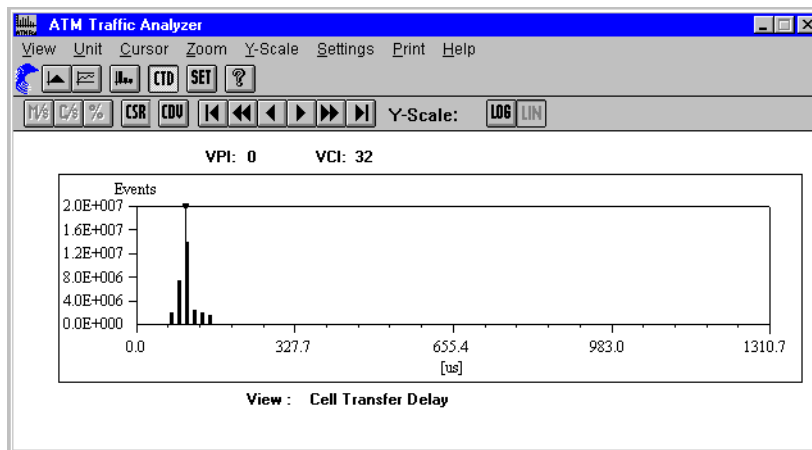 ATM Traffic Analyzer
View Unit Cursor Zoom Y-Scale Settings Print Help
CTD SET ?
M/s C/s % CSR CDV Y-Scale: LOG LIN
VPI: 0 VCI: 32
Events
2.0E+007
1.6E+007
1.2E+007
8.0E+006
4.0E+006
0.0E+000
0.0 327.7 655.4 983.0 1310.7
[us]
View : Cell Transfer Delay